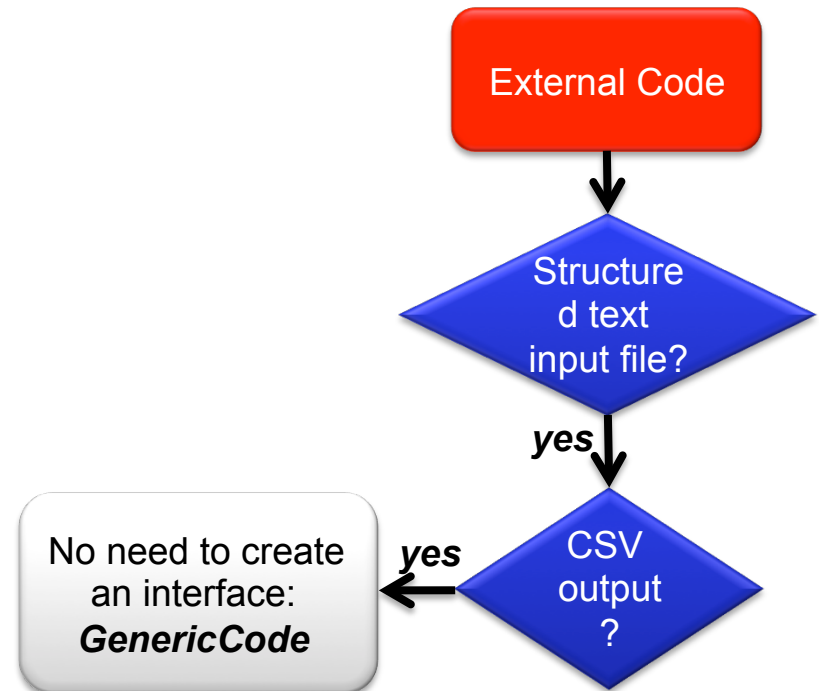 External Code
Structure
d text
input file?
yes
CSV
output
?
yes
No need to create
an interface:
GenericCode